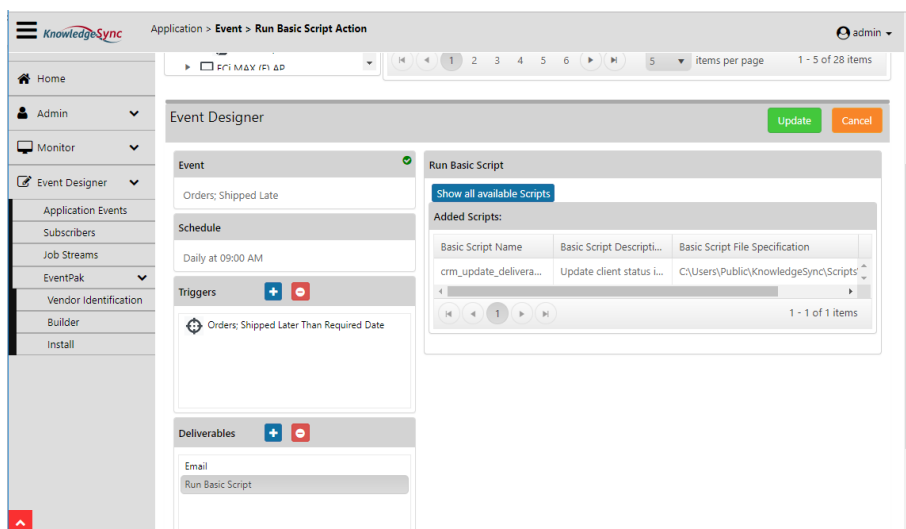 KnowledgeSync
Application > Event > Run Basic Script Action
admin
Home
Admin
Monitor
Event Designer
Application Events
Subscribers
Job Streams
EventPak
Vendor Identification
Builder
Install
ECi MAX (E) AP
1 2 3 4 5 6 5 items per page 1 - 5 of 28 items
Event Designer
Update Cancel
Event
Orders; Shipped Late
Schedule
Daily at 09:00 AM
Triggers
Orders; Shipped Later Than Required Date
Deliverables
Email
Run Basic Script
Run Basic Script
Show all available Scripts
Added Scripts:
Basic Script Name Basic Script Descripti... Basic Script File Specification
crm_update_delivera... Update client status i... C:\Users\Public\KnowledgeSync\Scripts\
1 1 - 1 of 1 items